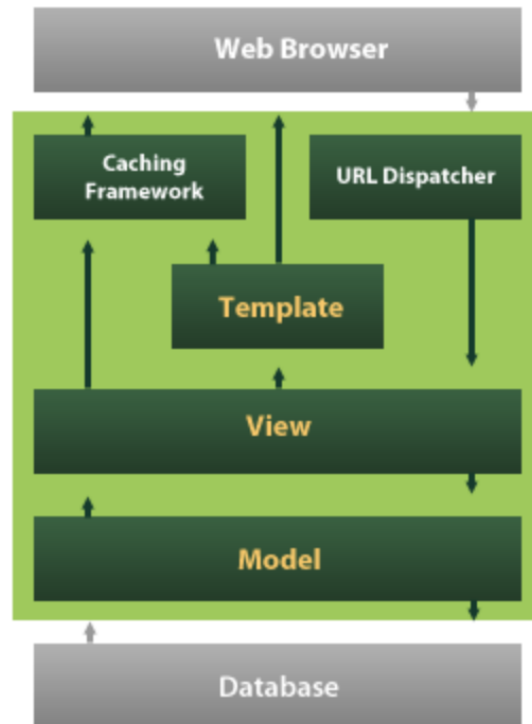 Web Browser
Caching
Framework
URL Dispatcher
Template
View
Model
Database